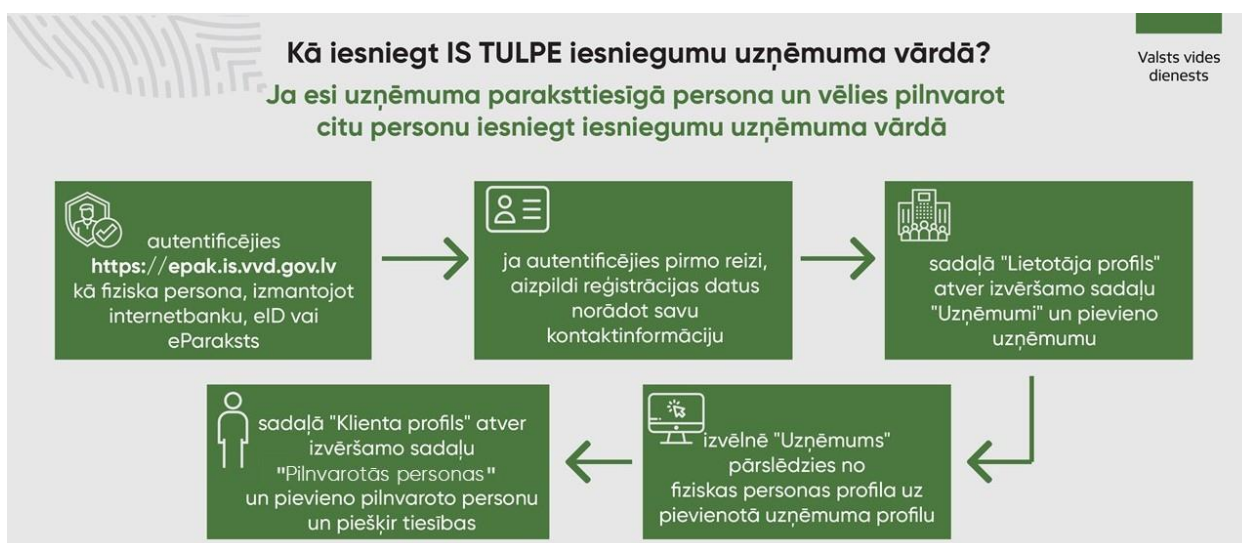 Kā iesniegt IS TULPE iesniegumu uzņēmuma vārdā?
Ja esi uzņēmuma paraksttiesīgā persona un vēlies pilnvarot
citu personu iesniegt iesniegumu uzņēmuma vārdā
Valsts vides
dienests
autentificējies
https://epak.is.vvd.gov.lv
kā fiziska persona, izmantojot
internetbanku, eID vai
eParaksts
ja autentificējies pirmo reizi,
aizpildi reģistrācijas datus
norādot savu
kontaktinformāciju
sadaļā "Lietotāja profils"
atver izvēršamo sadaļu
"Uzņēmumi" un pievieno
uzņēmumu
izvēlnē "Uzņēmums"
pārslēdzies no
fiziskas personas profila uz
pievienotā uzņēmuma profilu
sadaļā "Klienta profils" atver
izvēršamo sadaļu
"Pilnvarotās personas"
un pievieno pilnvaroto personu
un piešķir tiesības